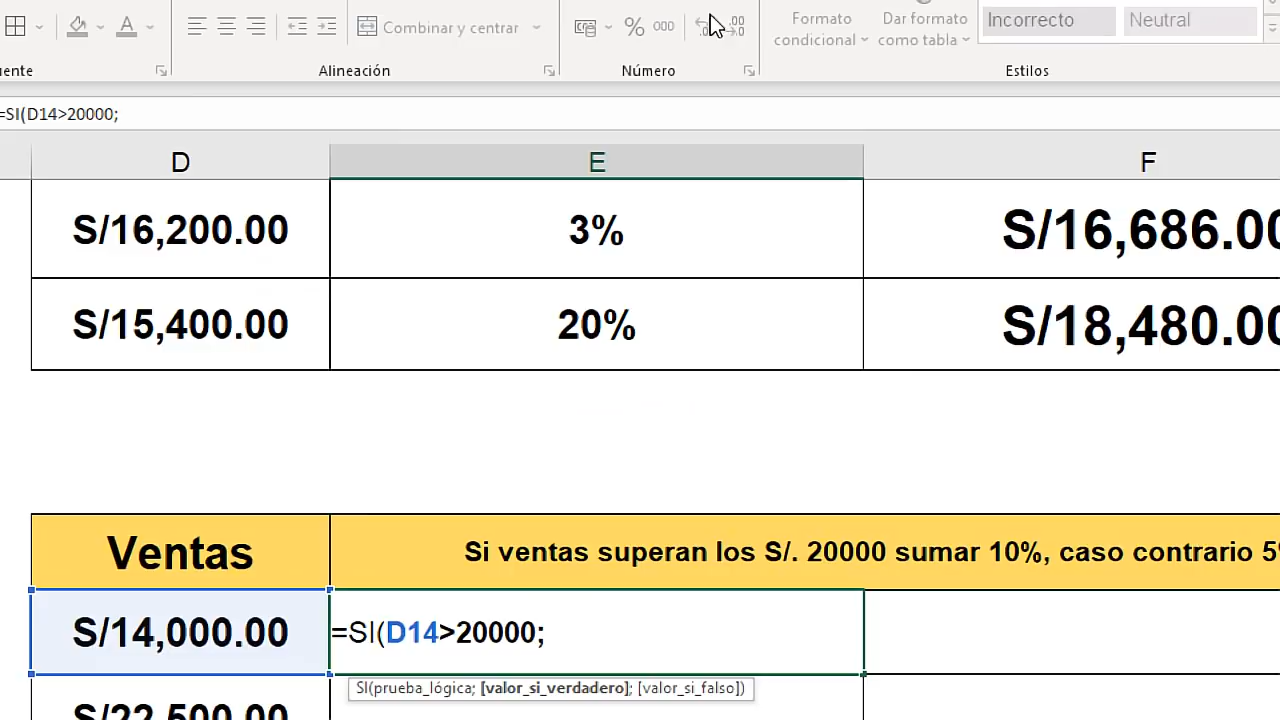 Combinar y centrar
%
000
Formato
condicional
Dar formato
como tabla
Incorrecto
Neutral
uente
Alineación
Número
Estilos
=SI(D14>20000;
D
E
F
S/16,200.00
3%
S/16,686.00
S/15,400.00
20%
S/18,480.00
Ventas
Si ventas superan los S/. 20000 sumar 10%, caso contrario 5%
S/14,000.00
=SI(D14>20000;
SI(prueba_lógica; [valor_si_verdadero]; [valor_si_falso])
S/22,500.00